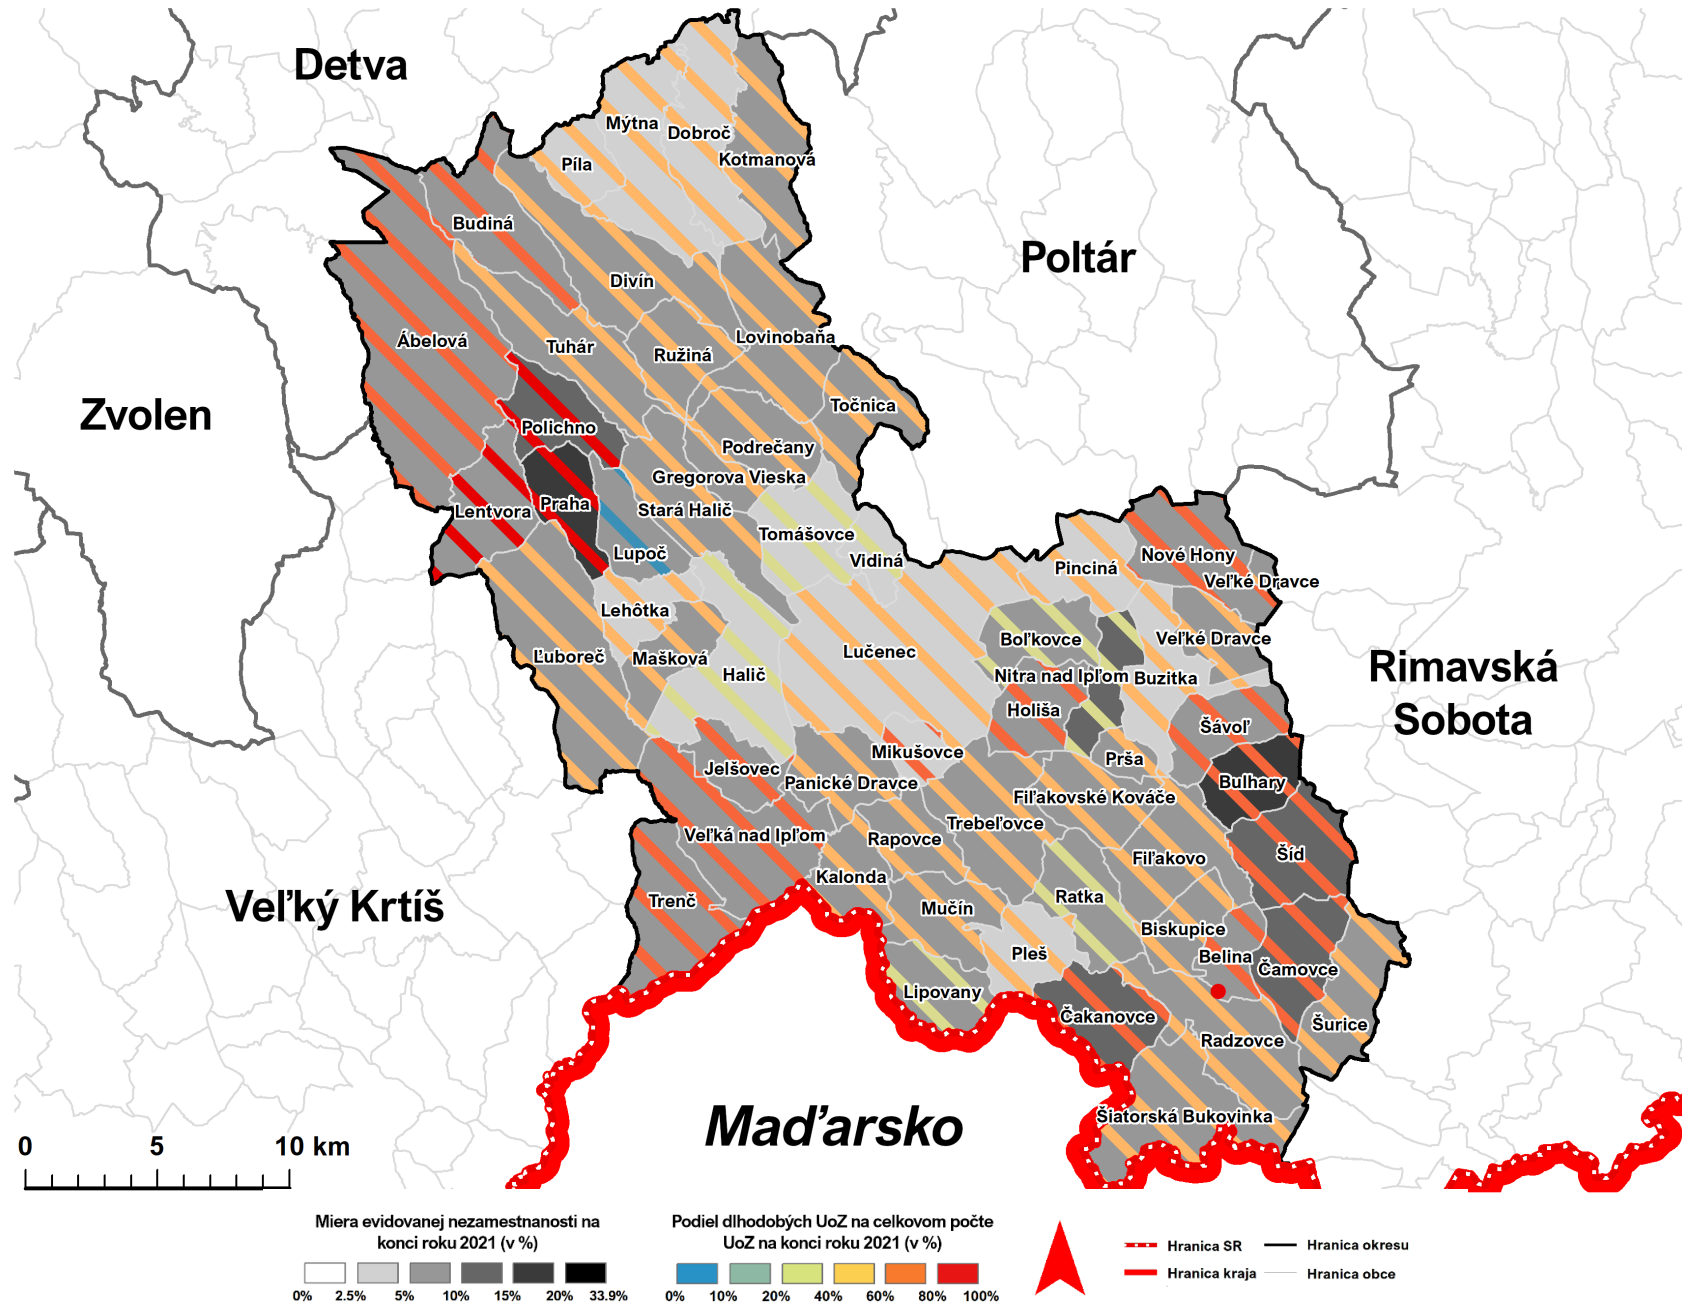 Detva
Mýtna
Dobroč
Píla
Kotmanová
Budiná
Poltár
Divín
Ábelová
Tuhár
Ružiná
Lovinobaňa
Zvolen
Točnica
Polichno
Podrečany
Gregorova Vieska
Lentvora
Praha
Stará Halič
Tomášovce
Lupoč
Vidiná
Nové Hony
Pinciná
Veľké Dravce
Lehôtka
Boľkovce
Veľké Dravce
Ľuboreč
Mašková
Lučenec
Halič
Nitra nad Ipľom
Buzitka
Rimavská
Sobota
Holiša
Šávoľ
Mikušovce
Prša
Jelšovec
Panické Dravce
Bulhary
Fiľakovské Kováče
Trebeľovce
Veľká nad Ipľom
Rapovce
Šíd
Fiľakovo
Kalonda
Veľký Krtíš
Trenč
Mučín
Ratka
Biskupice
Pleš
Belina
Čamovce
Lipovany
Čakanovce
Šurice
Radzovce
Maďarsko
Šiatorská Bukovinka
0 5 10 km
Miera evidovanej nezamestnanosti na
konci roku 2021 (v %)
0% 2.5% 5% 10% 15% 20% 33.9%
Podiel dlhodobých UoZ na celkovom počte
UoZ na konci roku 2021 (v %)
0% 10% 20% 40% 60% 80% 100%
Hranica SR
Hranica okresu
Hranica kraja
Hranica obce